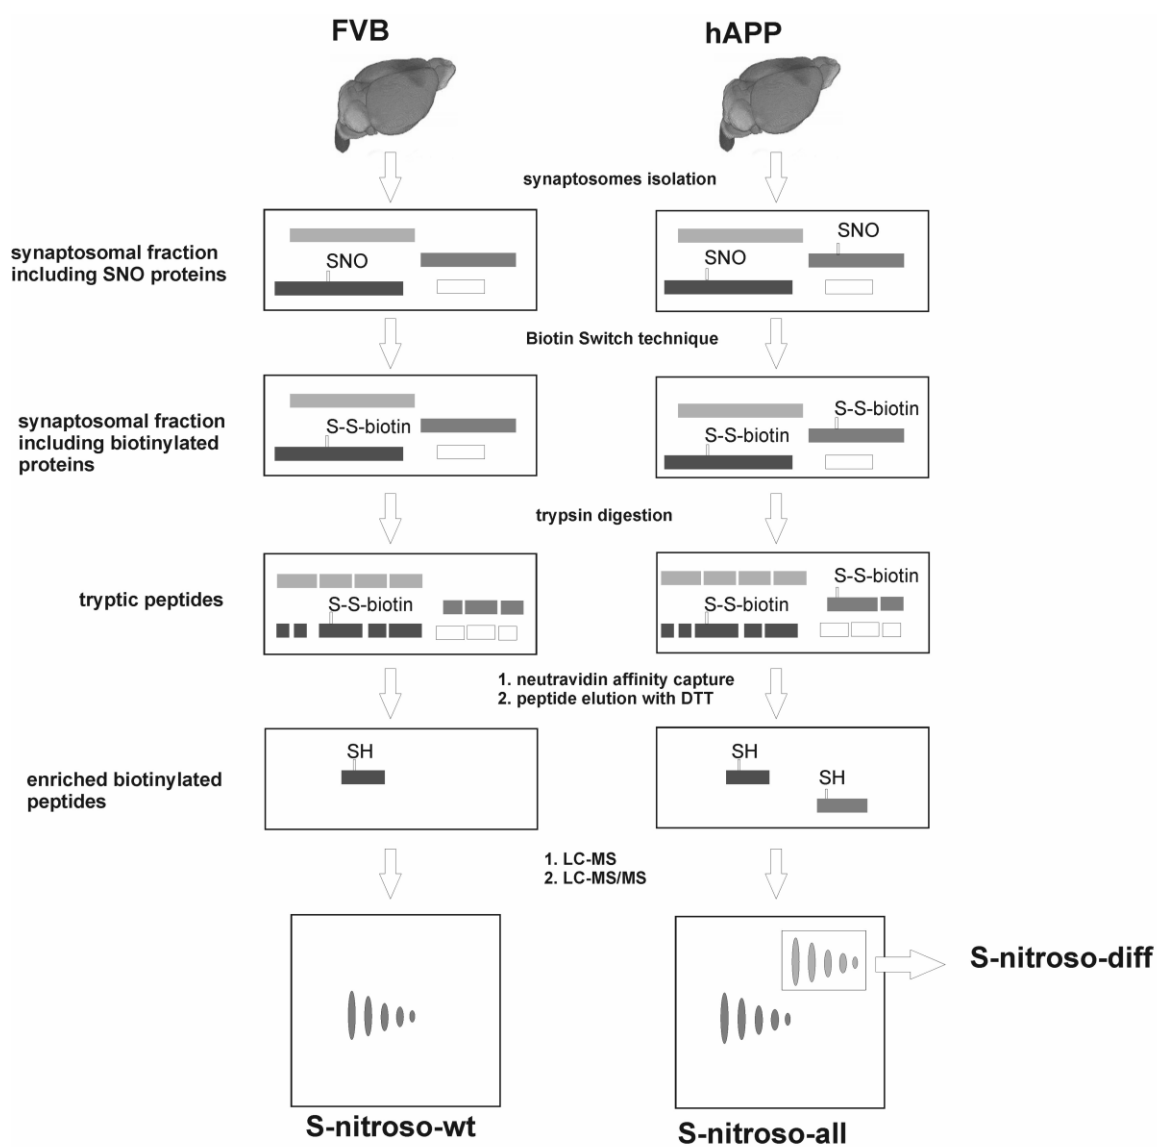 FVB
hAPP
synaptosomes isolation
synaptosomal fraction
including SNO proteins
SNO
SNO
SNO
Biotin Switch technique
synaptosomal fraction
including biotinylated
proteins
S-S-biotin
S-S-biotin
S-S-biotin
trypsin digestion
tryptic peptides
S-S-biotin
S-S-biotin
S-S-biotin
1. neutravidin affinity capture
2. peptide elution with DTT
enriched biotinylated
peptides
SH
SH
SH
1. LC-MS
2. LC-MS/MS
S-nitroso-diff
S-nitroso-wt
S-nitroso-all